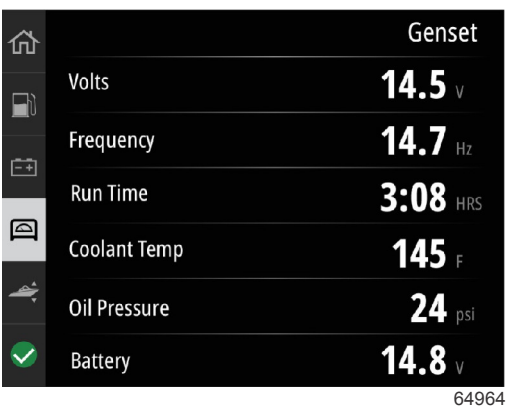 Genset
Volts 14.5 V
Frequency 14.7 Hz
Run Time 3:08 HRS
Coolant Temp 145 F
Oil Pressure 24 psi
Battery 14.8 V
64964